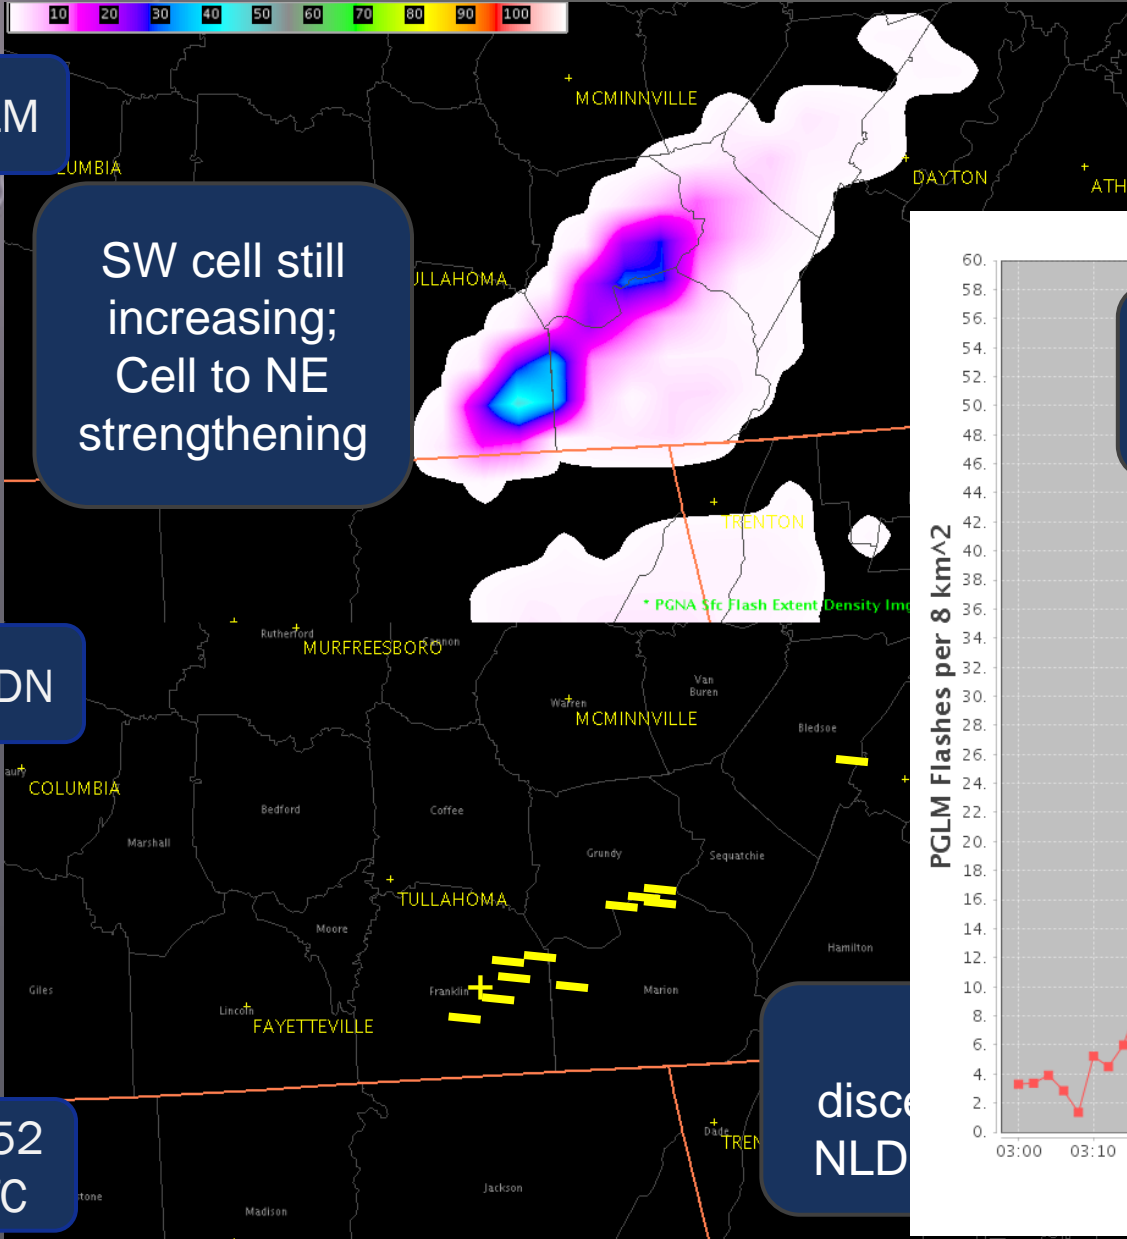 10 20 30 40 50 60 70 80 90 100
MCMINNVILLE
LM
UMBIA
DAYTON
ATH
SW cell still
increasing;
Cell to NE
strengthening
ULLAHOMA
TRENTON
* PGNA Sfc Flash Extent Density Img
Rutherford
Cannon
MURFREESBORO
DN
Van
Buren
Warren
MCMINNVILLE
Bledsoe
aury
COLUMBIA
Bedford
Coffee
Marshall
Grundy
Sequatchie
TULLAHOMA
Moore
Hamilton
Giles
Franklin
Marion
Lincoln
FAYETTEVILLE
52
C
disce
NLD
Dade
TREN
stone
Madison
Jackson
PGLM Flashes per 8 km^2
60.
58.
56.
54.
52.
50.
48.
46.
44.
42.
40.
38.
36.
34.
32.
30.
28.
26.
24.
22.
20.
18.
16.
14.
12.
10.
8.
6.
4.
2.
0.
03:00 03:10